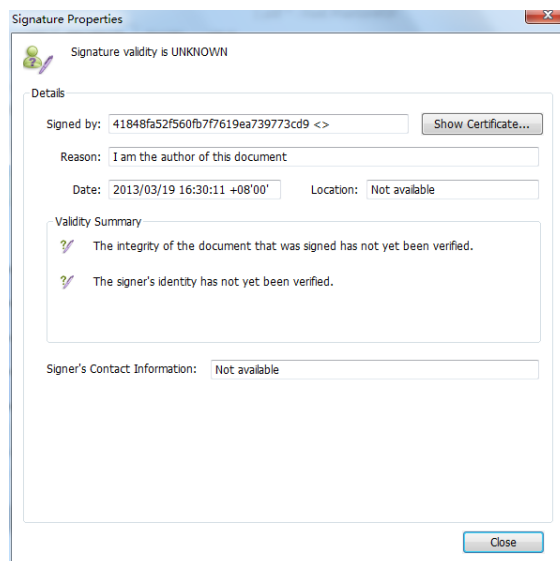 Signature Properties
Signature validity is UNKNOWN
Details
Signed by: 41848fa52f560fb7f7619ea739773cd9 <> Show Certificate...
Reason: I am the author of this document
Date: 2013/03/19 16:30:11 +08'00' Location: Not available
Validity Summary
The integrity of the document that was signed has not yet been verified.
The signer's identity has not yet been verified.
Signer's Contact Information: Not available
Close